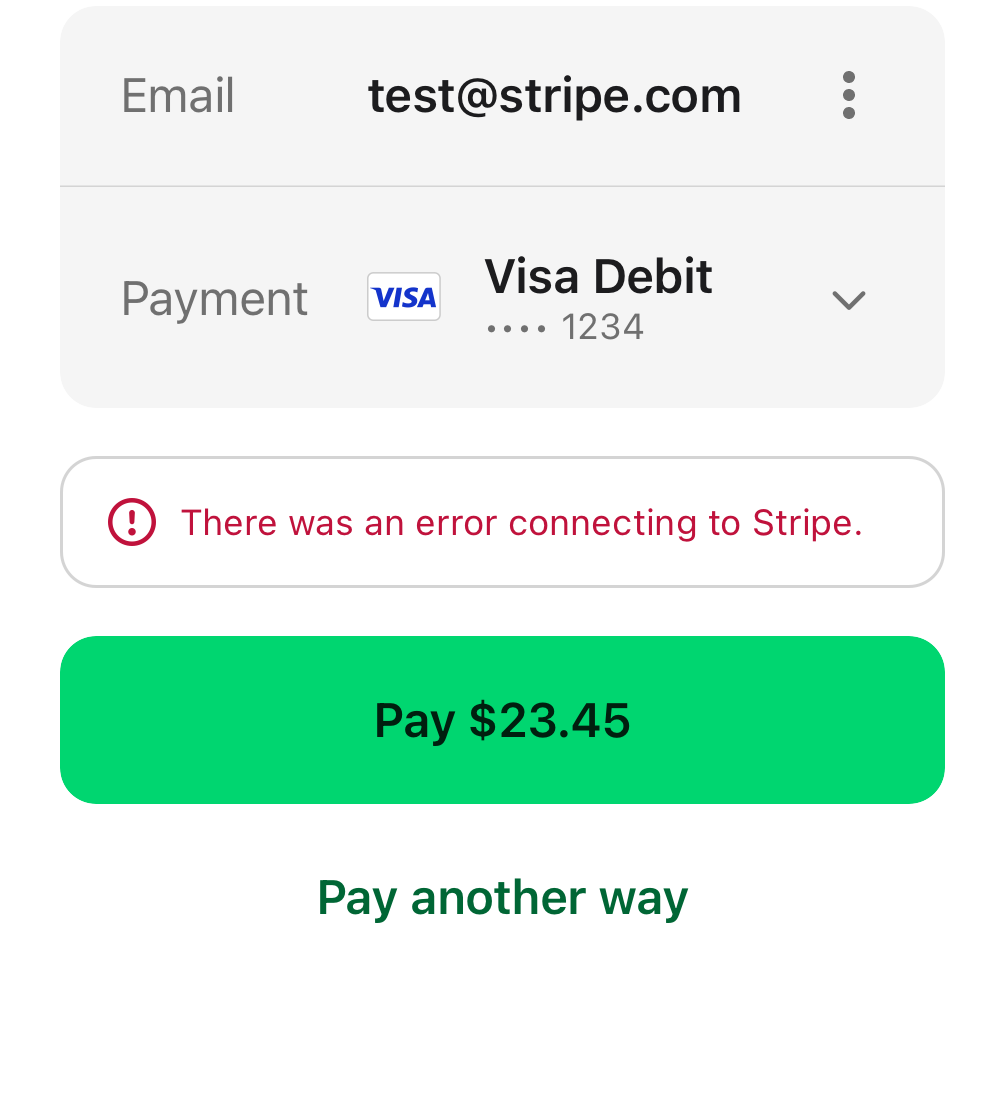 Email test@stripe.com
Payment VISA Visa Debit
•••• 1234
There was an error connecting to Stripe.
Pay $23.45
Pay another way